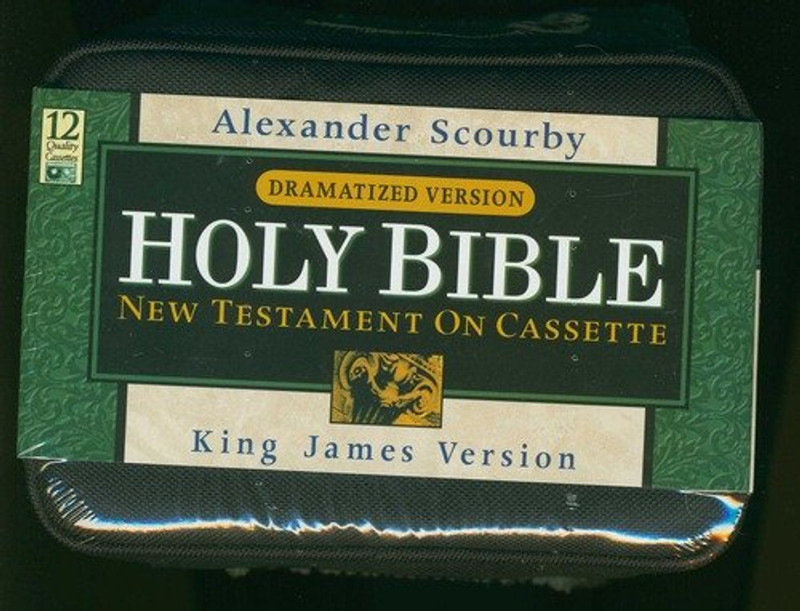 12
Quality
Cassettes
Alexander Scourby
DRAMATIZED VERSION
HOLY BIBLE
NEW TESTAMENT ON CASSETTE
King James Version